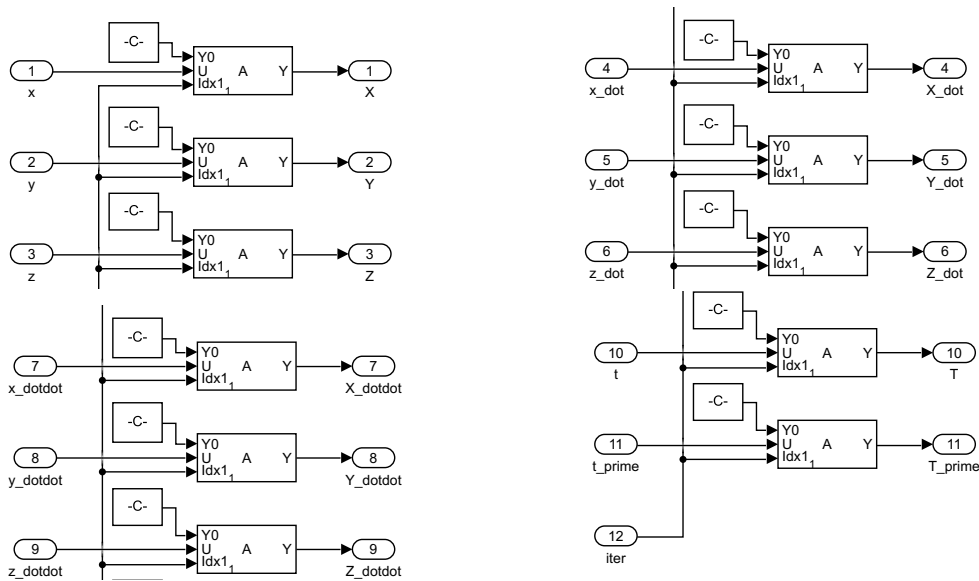 -C-
Y0
1 U A Y 1
x Idx1 1 X
-C-
Y0
2 U A Y 2
y Idx1 1 Y
-C-
Y0
3 U A Y 3
z Idx1 1 Z
-C-
Y0
4 U A Y 4
x_dot Idx1 1 X_dot
-C-
Y0
5 U A Y 5
y_dot Idx1 1 Y_dot
-C-
Y0
6 U A Y 6
z_dot Idx1 1 Z_dot
-C-
Y0
7 U A Y 7
x_dotdot Idx1 1 X_dotdot
-C-
Y0
8 U A Y 8
y_dotdot Idx1 1 Y_dotdot
-C-
Y0
9 U A Y 9
z_dotdot Idx1 1 Z_dotdot
-C-
Y0
10 U A Y 10
t Idx1 1 T
-C-
Y0
11 U A Y 11
t_prime Idx1 1 T_prime
12
iter